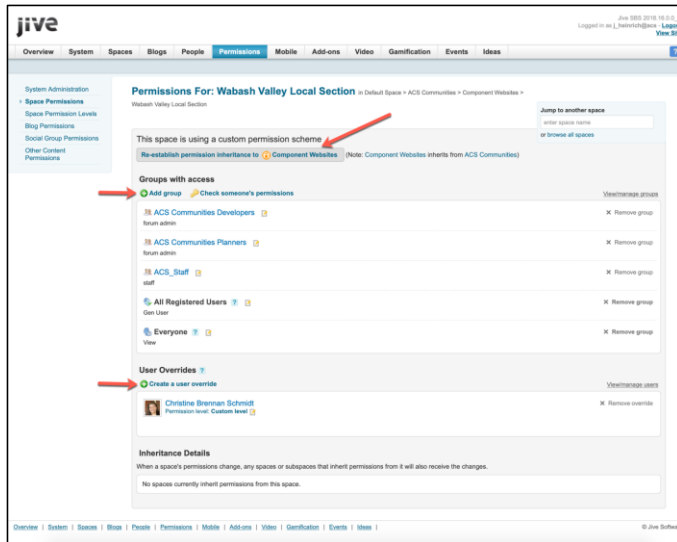 jive
Jive SBS 2018.18.0.0_
Logged in as j_heinrich@acs - Logo
View Si
Overview System Spaces Blogs People Permissions Mobile Add-ons Video Gamification Events Ideas ?
System Administration
Space Permissions
Space Permission Levels
Blog Permissions
Social Group Permissions
Other Content
Permissions
Permissions For: Wabash Valley Local Section in Default Space > ACS Communities > Component Websites >
Wabash Valley Local Section
Jump to another space
enter space name
or browse all spaces
This space is using a custom permission scheme
Re-establish permission inheritance to Component Websites (Note: Component Websites inherits from ACS Communities)
Groups with access
Add group Check someone's permissions View/manage groups
ACS Communities Developers Remove group
forum admin
ACS Communities Planners Remove group
forum admin
ACS_Staff Remove group
staff
All Registered Users ? Remove group
Gen User
Everyone ? Remove group
View
User Overrides ?
Create a user override View/manage users
Christine Brennan Schmidt Remove override
Permission level: Custom level
Inheritance Details
When a space's permissions change, any spaces or subspaces that inherit permissions from it will also receive the changes.
No spaces currently inherit permissions from this space.
Overview | System | Spaces | Blogs | People | Permissions | Mobile | Add-ons | Video | Gamification | Events | Ideas | © Jive Softwa